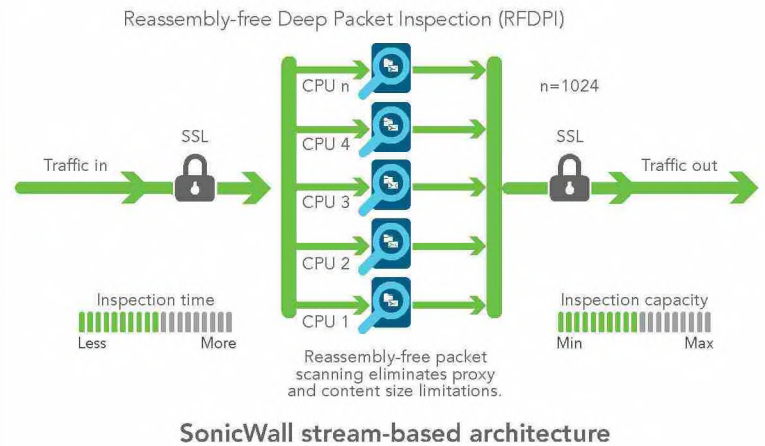 Reassembly-free Deep Packet Inspection (RFDPI)
CPU n
n=1024
SSL
CPU 4
SSL
Traffic in
Traffic out
CPU 3
CPU 2
Inspection time
Less More
CPU 1
Inspection capacity
Min Max
Reassembly-free packet
scanning eliminates proxy
and content size limitations.
SonicWall stream-based architecture